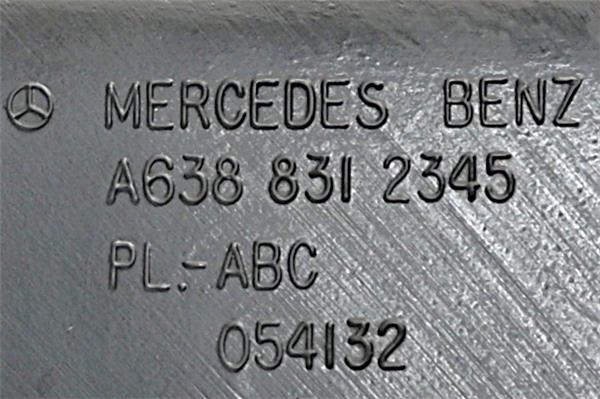 MERCEDES BENZ
A638 831 2345
PL.-ABC
054132